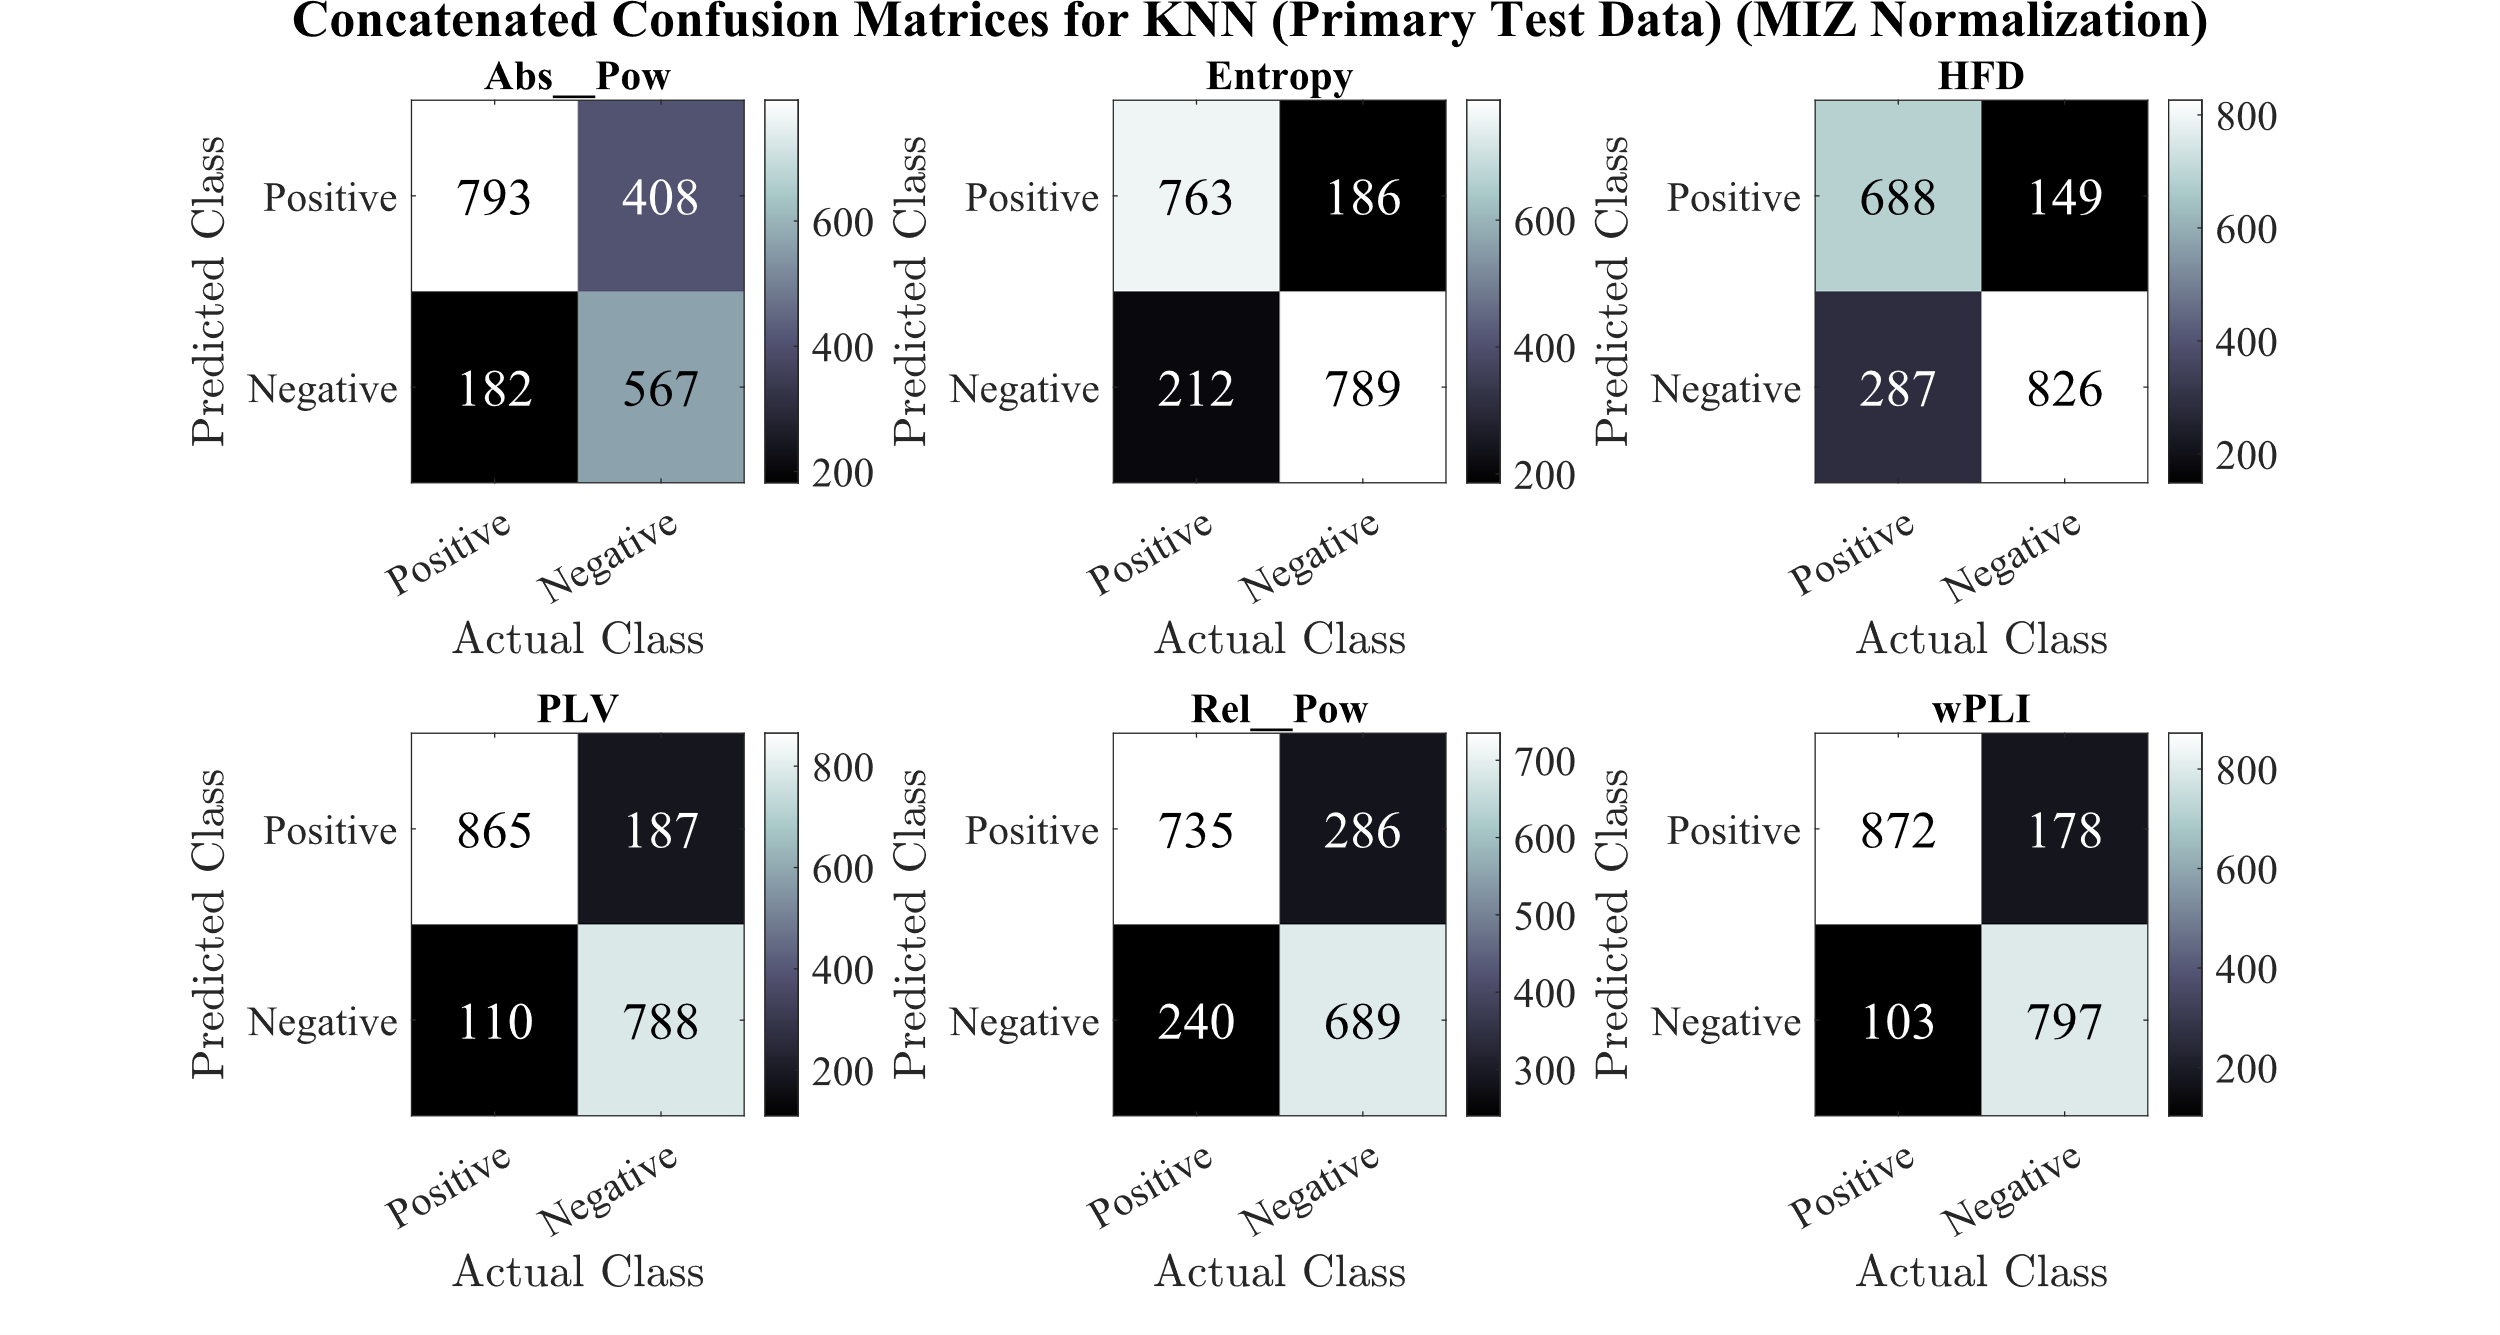 Concatenated Confusion Matrices for KNN (Primary Test Data) (MIZ Normalization)
Abs__Pow
Predicted Class
Positive
Negative
793
408
182
567
600
400
200
Positive
Negative
Actual Class
Entropy
Predicted Class
Positive
Negative
763
186
212
789
600
400
200
Positive
Negative
Actual Class
HFD
Predicted Class
Positive
Negative
688
149
287
826
800
600
400
200
Positive
Negative
Actual Class
PLV
Predicted Class
Positive
Negative
865
187
110
788
800
600
400
200
Positive
Negative
Actual Class
Rel__Pow
Predicted Class
Positive
Negative
735
286
240
689
700
600
500
400
300
Positive
Negative
Actual Class
wPLI
Predicted Class
Positive
Negative
872
178
103
797
800
600
400
200
Positive
Negative
Actual Class